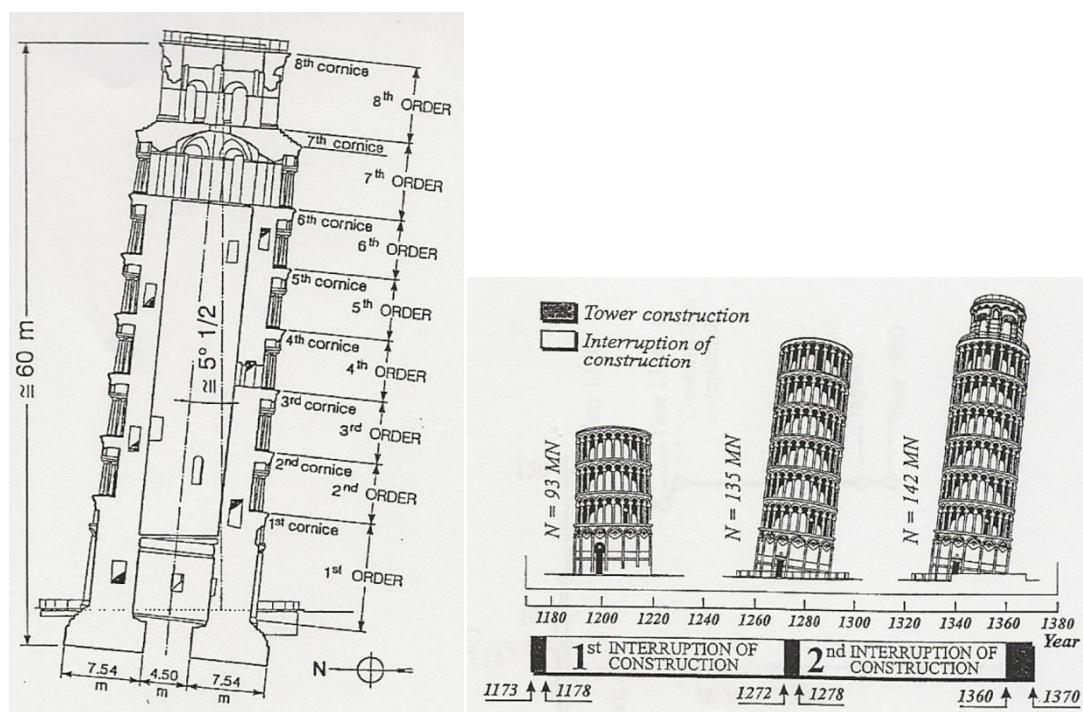 8th cornice
8th ORDER
7th cornice
7th ORDER
6th cornice
6th ORDER
5th cornice
5th ORDER
4th cornice
4th ORDER
3rd cornice
3rd ORDER
2nd cornice
2nd ORDER
1st cornice
1st ORDER
≅ 60 m
≅ 5° 1/2
7.54 m
4.50 m
7.54 m
N
Tower construction
Interruption of
construction
N = 93 MN
N = 135 MN
N = 142 MN
1180 1200 1220 1240 1260 1280 1300 1320 1340 1360 1380
Year
1st INTERRUPTION OF
CONSTRUCTION
2nd INTERRUPTION OF
CONSTRUCTION
1173 1178 1272 1278 1360 1370